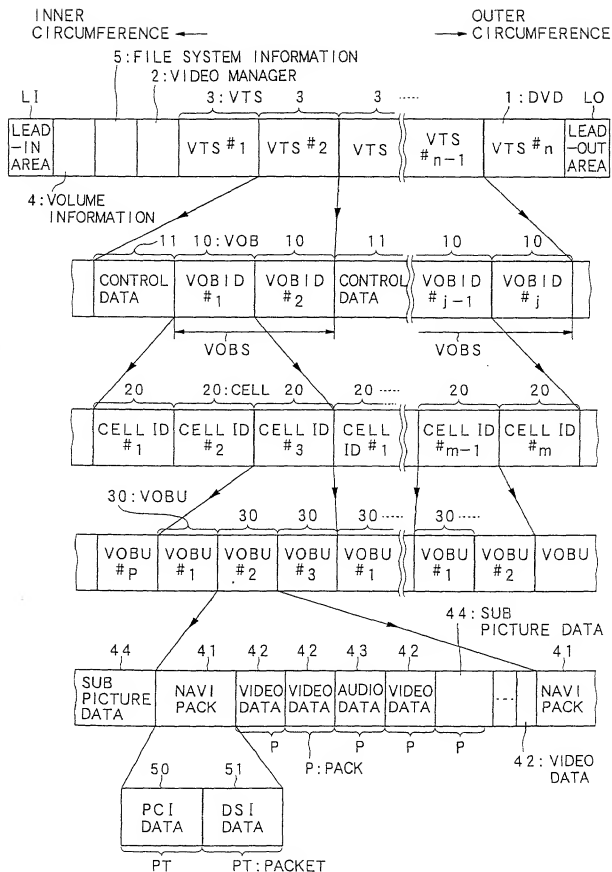 INNER CIRCUMFERENCE ←
→ OUTER CIRCUMFERENCE
5:FILE SYSTEM INFORMATION
2:VIDEO MANAGER
LI 3:VTS 3 3 ····· 1:DVD LO
LEAD-IN AREA VTS #1 VTS #2 VTS VTS #n-1 VTS #n LEAD-OUT AREA
4:VOLUME INFORMATION
11 10:VOB 10 11 10 10
CONTROL DATA VOBID #1 VOBID #2 CONTROL DATA VOBID #j-1 VOBID #j
VOBS VOBS
20 20:CELL 20 20 ····· 20 20
CELL ID #1 CELL ID #2 CELL ID #3 CELL ID #1 CELL ID #m-1 CELL ID #m
30:VOBU
30 30 30 ····· 30 ·····
VOBU #P VOBU #1 VOBU #2 VOBU #3 VOBU #1 VOBU #1 VOBU #2 VOBU
44:SUB PICTURE DATA
44 41 42 42 43 42 41
SUB PICTURE DATA NAVI PACK VIDEO DATA VIDEO DATA AUDIO DATA VIDEO DATA ···· NAVI PACK
P P P P P
P:PACK
42:VIDEO DATA
50 51
PCI DATA DSI DATA
PT PT:PACKET